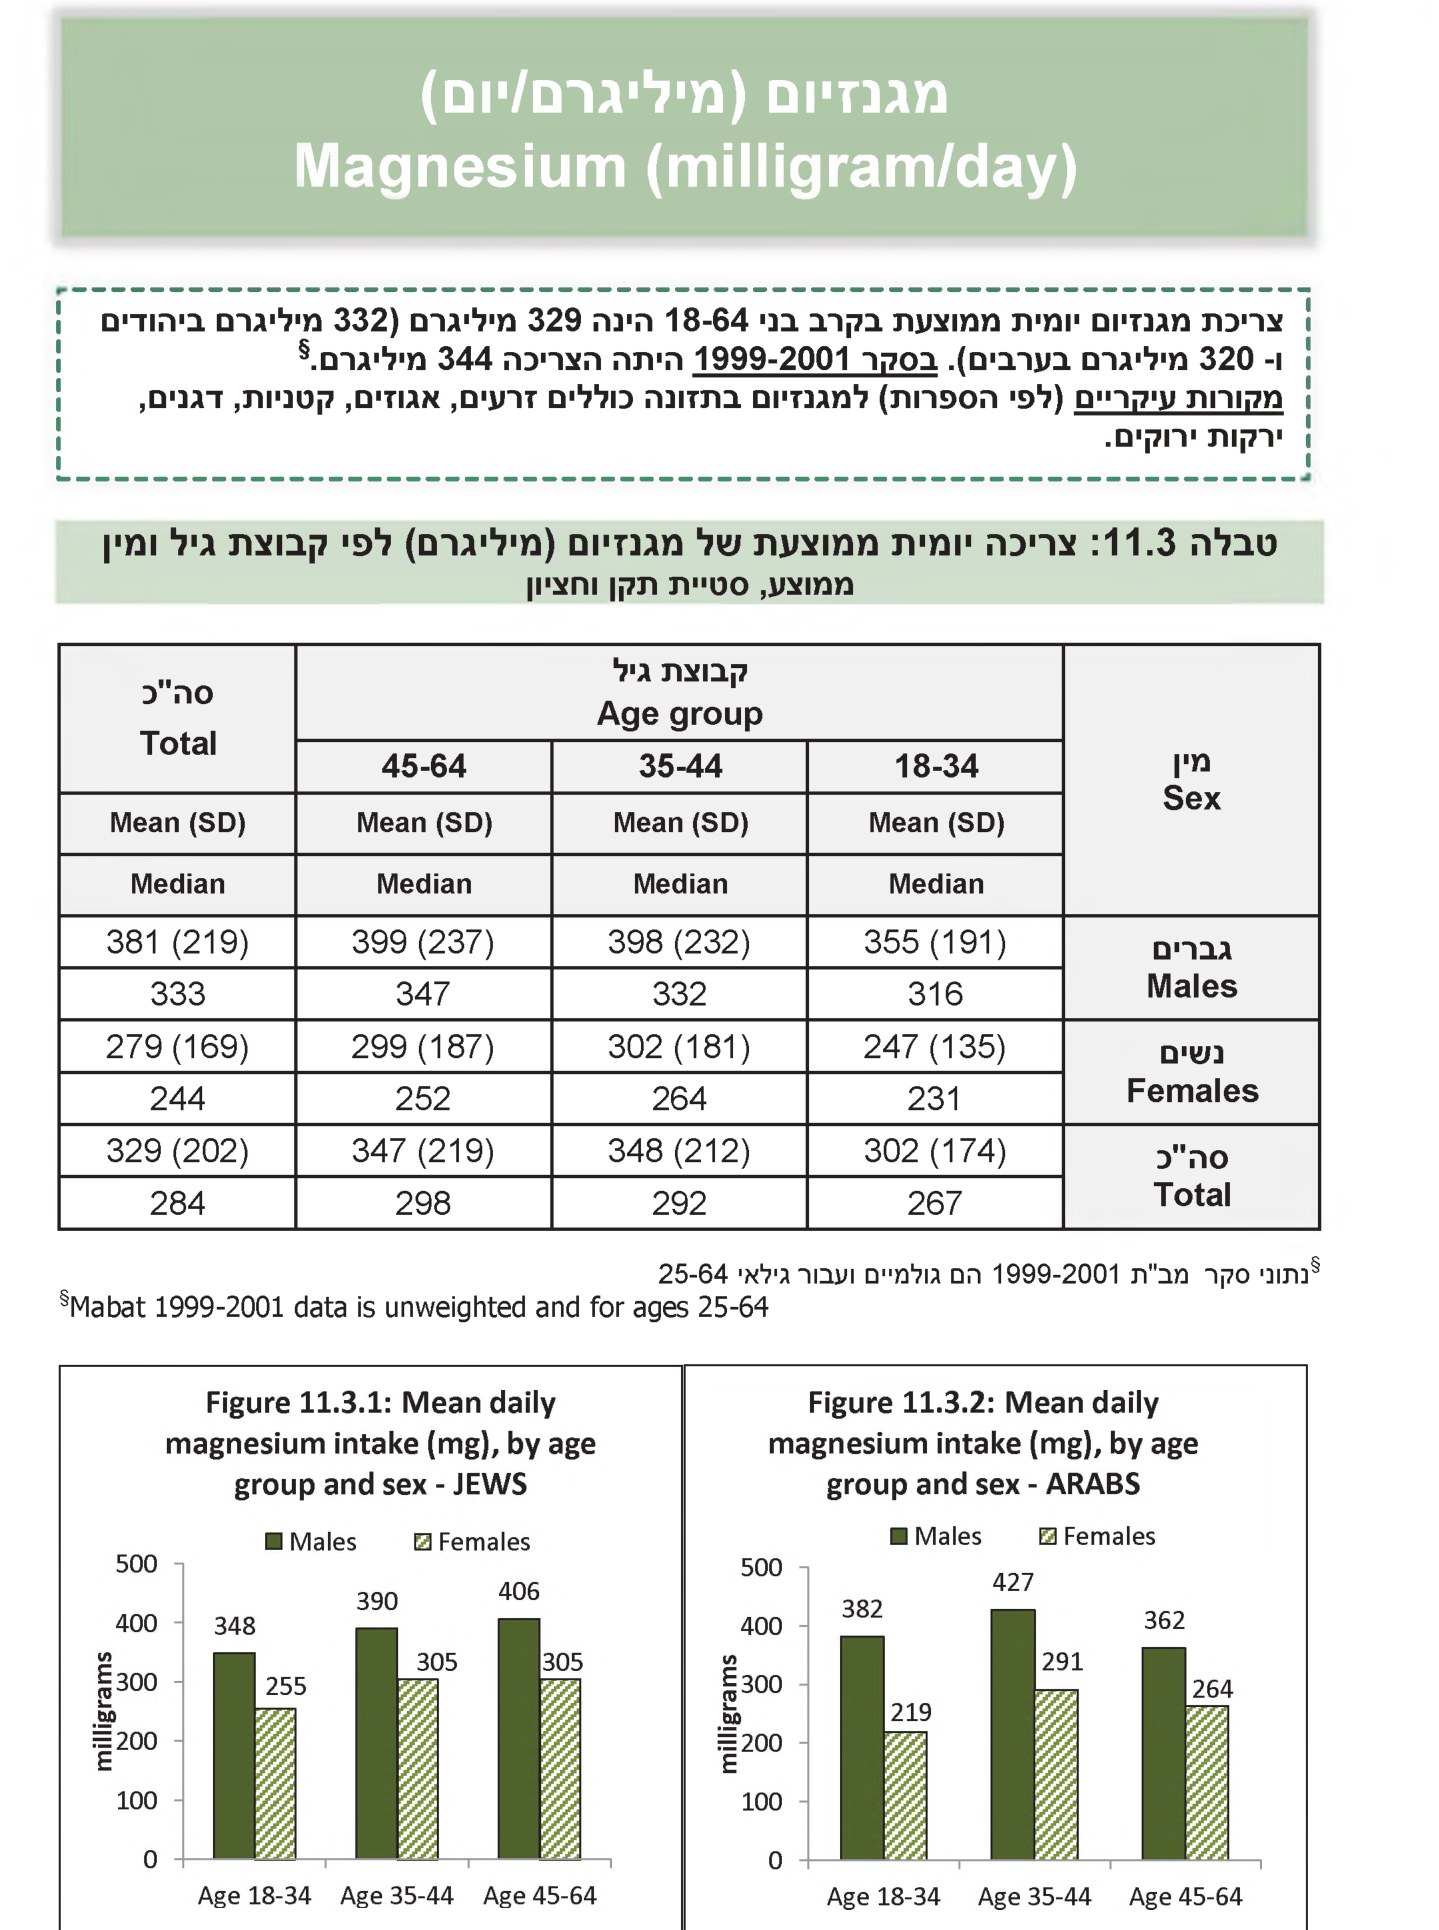 מגנזיום (מיליגרם/יום)
Magnesium (milligram/day)
צריכת מגנזיום יומית ממוצעת בקרב בני 18-64 הינה 329 מיליגרם (332 מיליגרם ביהודים
ו- 320 מיליגרם בערבים). בסקר 1999-2001 היתה הצריכה 344 מיליגרם.§
מקורות עיקריים (לפי הספרות) למגנזיום בתזונה כוללים זרעים, אגוזים, קטניות, דגנים,
ירקות ירוקים.
טבלה 11.3: צריכה יומית ממוצעת של מגנזיום (מיליגרם) לפי קבוצת גיל ומין
ממוצע, סטיית תקן וחציון
סה"כ קבוצת גיל
Total Age group
מין
Sex
45-64 35-44 18-34
Mean (SD) Mean (SD) Mean (SD) Mean (SD)
Median Median Median Median
381 (219) 399 (237) 398 (232) 355 (191) גברים
333 347 332 316 Males
279 (169) 299 (187) 302 (181) 247 (135) נשים
244 252 264 231 Females
329 (202) 347 (219) 348 (212) 302 (174) סה"כ
284 298 292 267 Total
§נתוני סקר מב"ת 1999-2001 הם גולמיים ועבור גילאי 25-64
§Mabat 1999-2001 data is unweighted and for ages 25-64
Figure 11.3.1: Mean daily
magnesium intake (mg), by age
group and sex - JEWS
Males Females
milligrams
500
400
300
200
100
0
348 255 390 305 406 305
Age 18-34 Age 35-44 Age 45-64
Figure 11.3.2: Mean daily
magnesium intake (mg), by age
group and sex - ARABS
Males Females
milligrams
500
400
300
200
100
0
382 219 427 291 362 264
Age 18-34 Age 35-44 Age 45-64